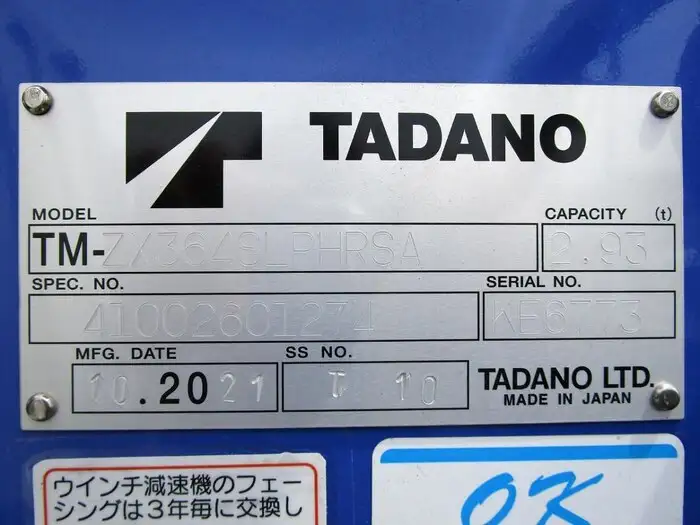 TADANO
MODEL
CAPACITY (t)
TM-ZX364SLPHRSA
2.93
SPEC. NO.
SERIAL NO.
41002601274
WE6773
MFG. DATE
SS NO.
10.2021
T 10
TADANO LTD.
MADE IN JAPAN
ウインチ減速機のフェー
シングは3年毎に交換し
OK